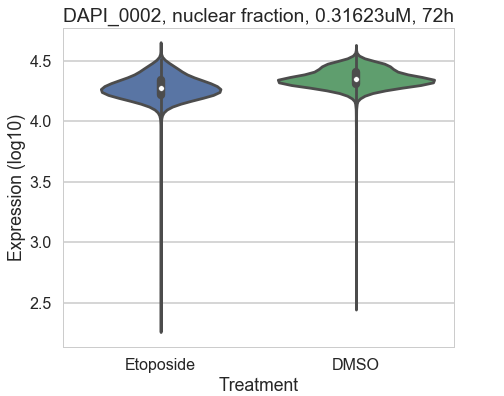 DAPI_0002, nuclear fraction, 0.31623uM, 72h
4.5
4.0
3.5
3.0
2.5
Expression (log10)
Etoposide DMSO
Treatment